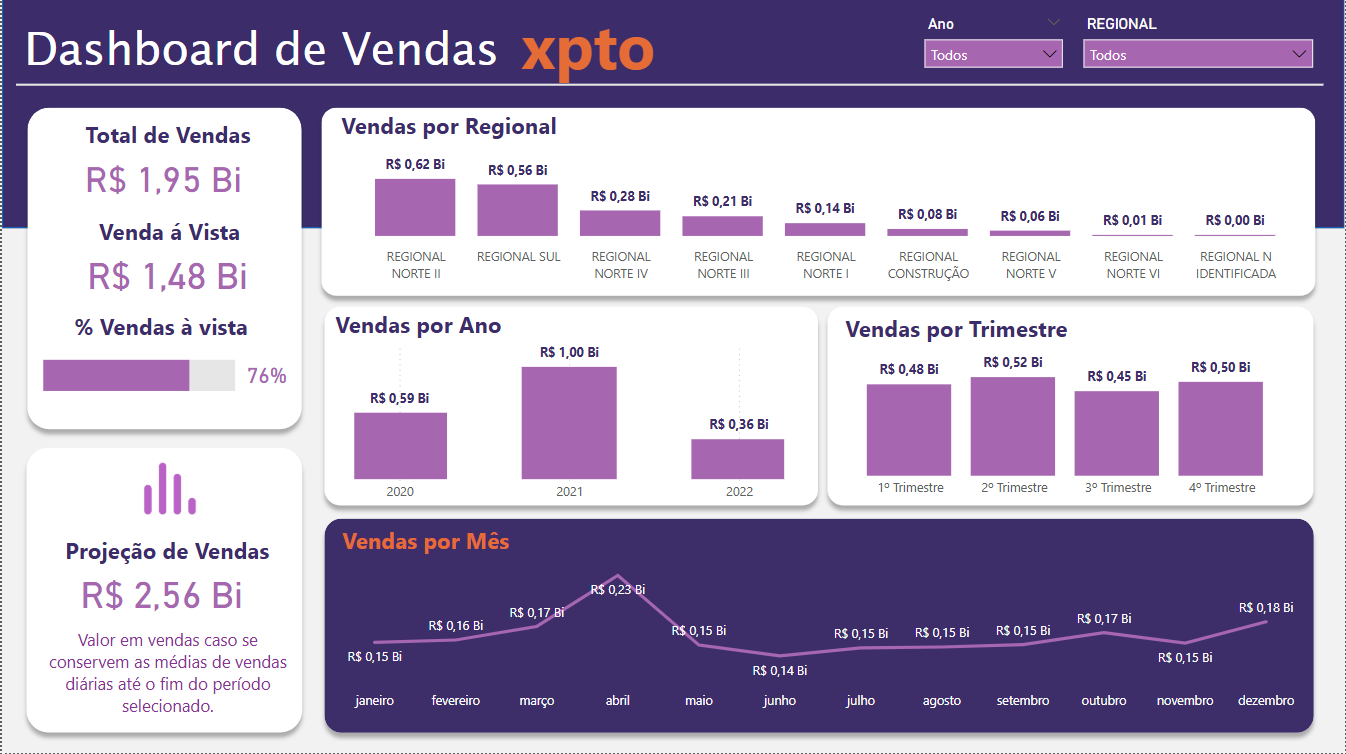 Dashboard de Vendas xpto
Ano
Todos
REGIONAL
Todos
Total de Vendas
R$ 1,95 Bi
Venda á Vista
R$ 1,48 Bi
% Vendas à vista
76%
Projeção de Vendas
R$ 2,56 Bi
Valor em vendas caso se
conservem as médias de vendas
diárias até o fim do período
selecionado.
Vendas por Regional
R$ 0,62 Bi
R$ 0,56 Bi
R$ 0,28 Bi
R$ 0,21 Bi
R$ 0,14 Bi
R$ 0,08 Bi
R$ 0,06 Bi
R$ 0,01 Bi
R$ 0,00 Bi
REGIONAL
NORTE II
REGIONAL SUL
REGIONAL
NORTE IV
REGIONAL
NORTE III
REGIONAL
NORTE I
REGIONAL
CONSTRUÇÃO
REGIONAL
NORTE V
REGIONAL
NORTE VI
REGIONAL N
IDENTIFICADA
Vendas por Ano
R$ 0,59 Bi
R$ 1,00 Bi
R$ 0,36 Bi
2020
2021
2022
Vendas por Trimestre
R$ 0,48 Bi
R$ 0,52 Bi
R$ 0,45 Bi
R$ 0,50 Bi
1º Trimestre
2º Trimestre
3º Trimestre
4º Trimestre
Vendas por Mês
R$ 0,15 Bi
R$ 0,16 Bi
R$ 0,17 Bi
R$ 0,23 Bi
R$ 0,15 Bi
R$ 0,14 Bi
R$ 0,15 Bi
R$ 0,15 Bi
R$ 0,15 Bi
R$ 0,17 Bi
R$ 0,15 Bi
R$ 0,18 Bi
janeiro
fevereiro
março
abril
maio
junho
julho
agosto
setembro
outubro
novembro
dezembro